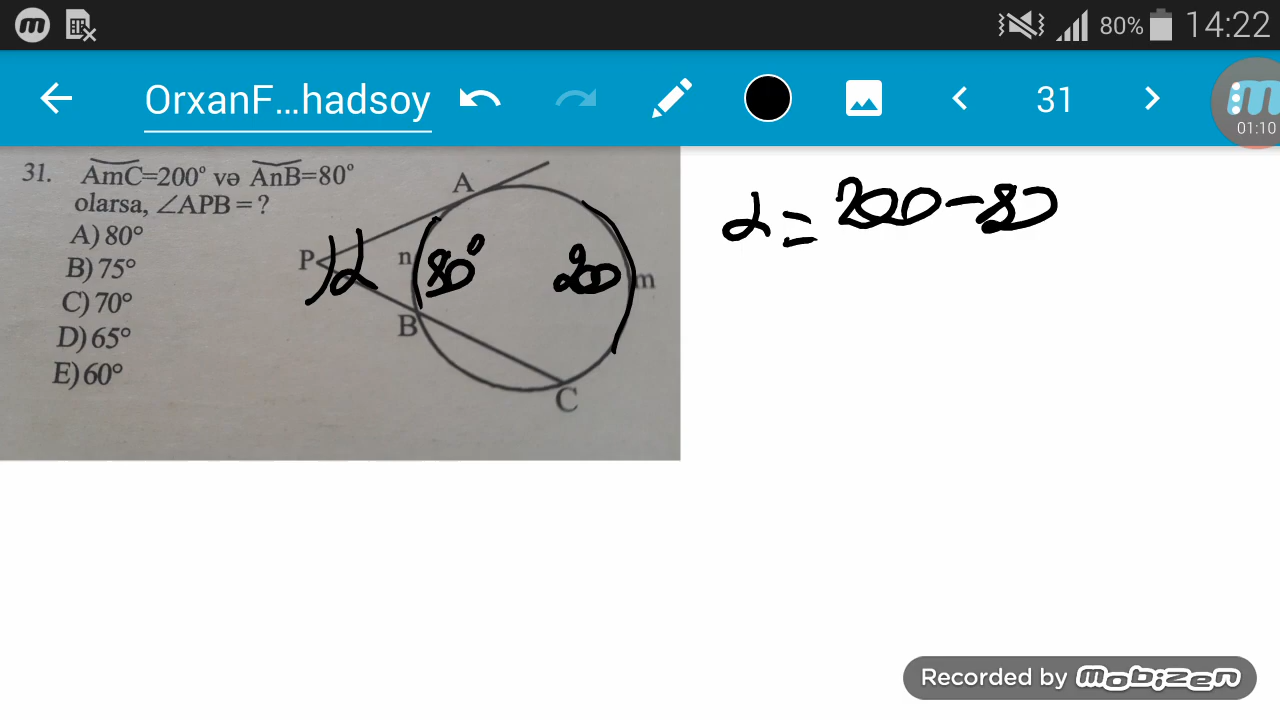 80% 14:22
OrxanF...hadsoy 31
01:10
31. AmC=200° və AnB=80°
olarsa, ∠APB = ?
A) 80°
B) 75°
C) 70°
D) 65°
E) 60°
A
P α n 80° 200 m
B
C
α = 200-80
Recorded by Mobizen